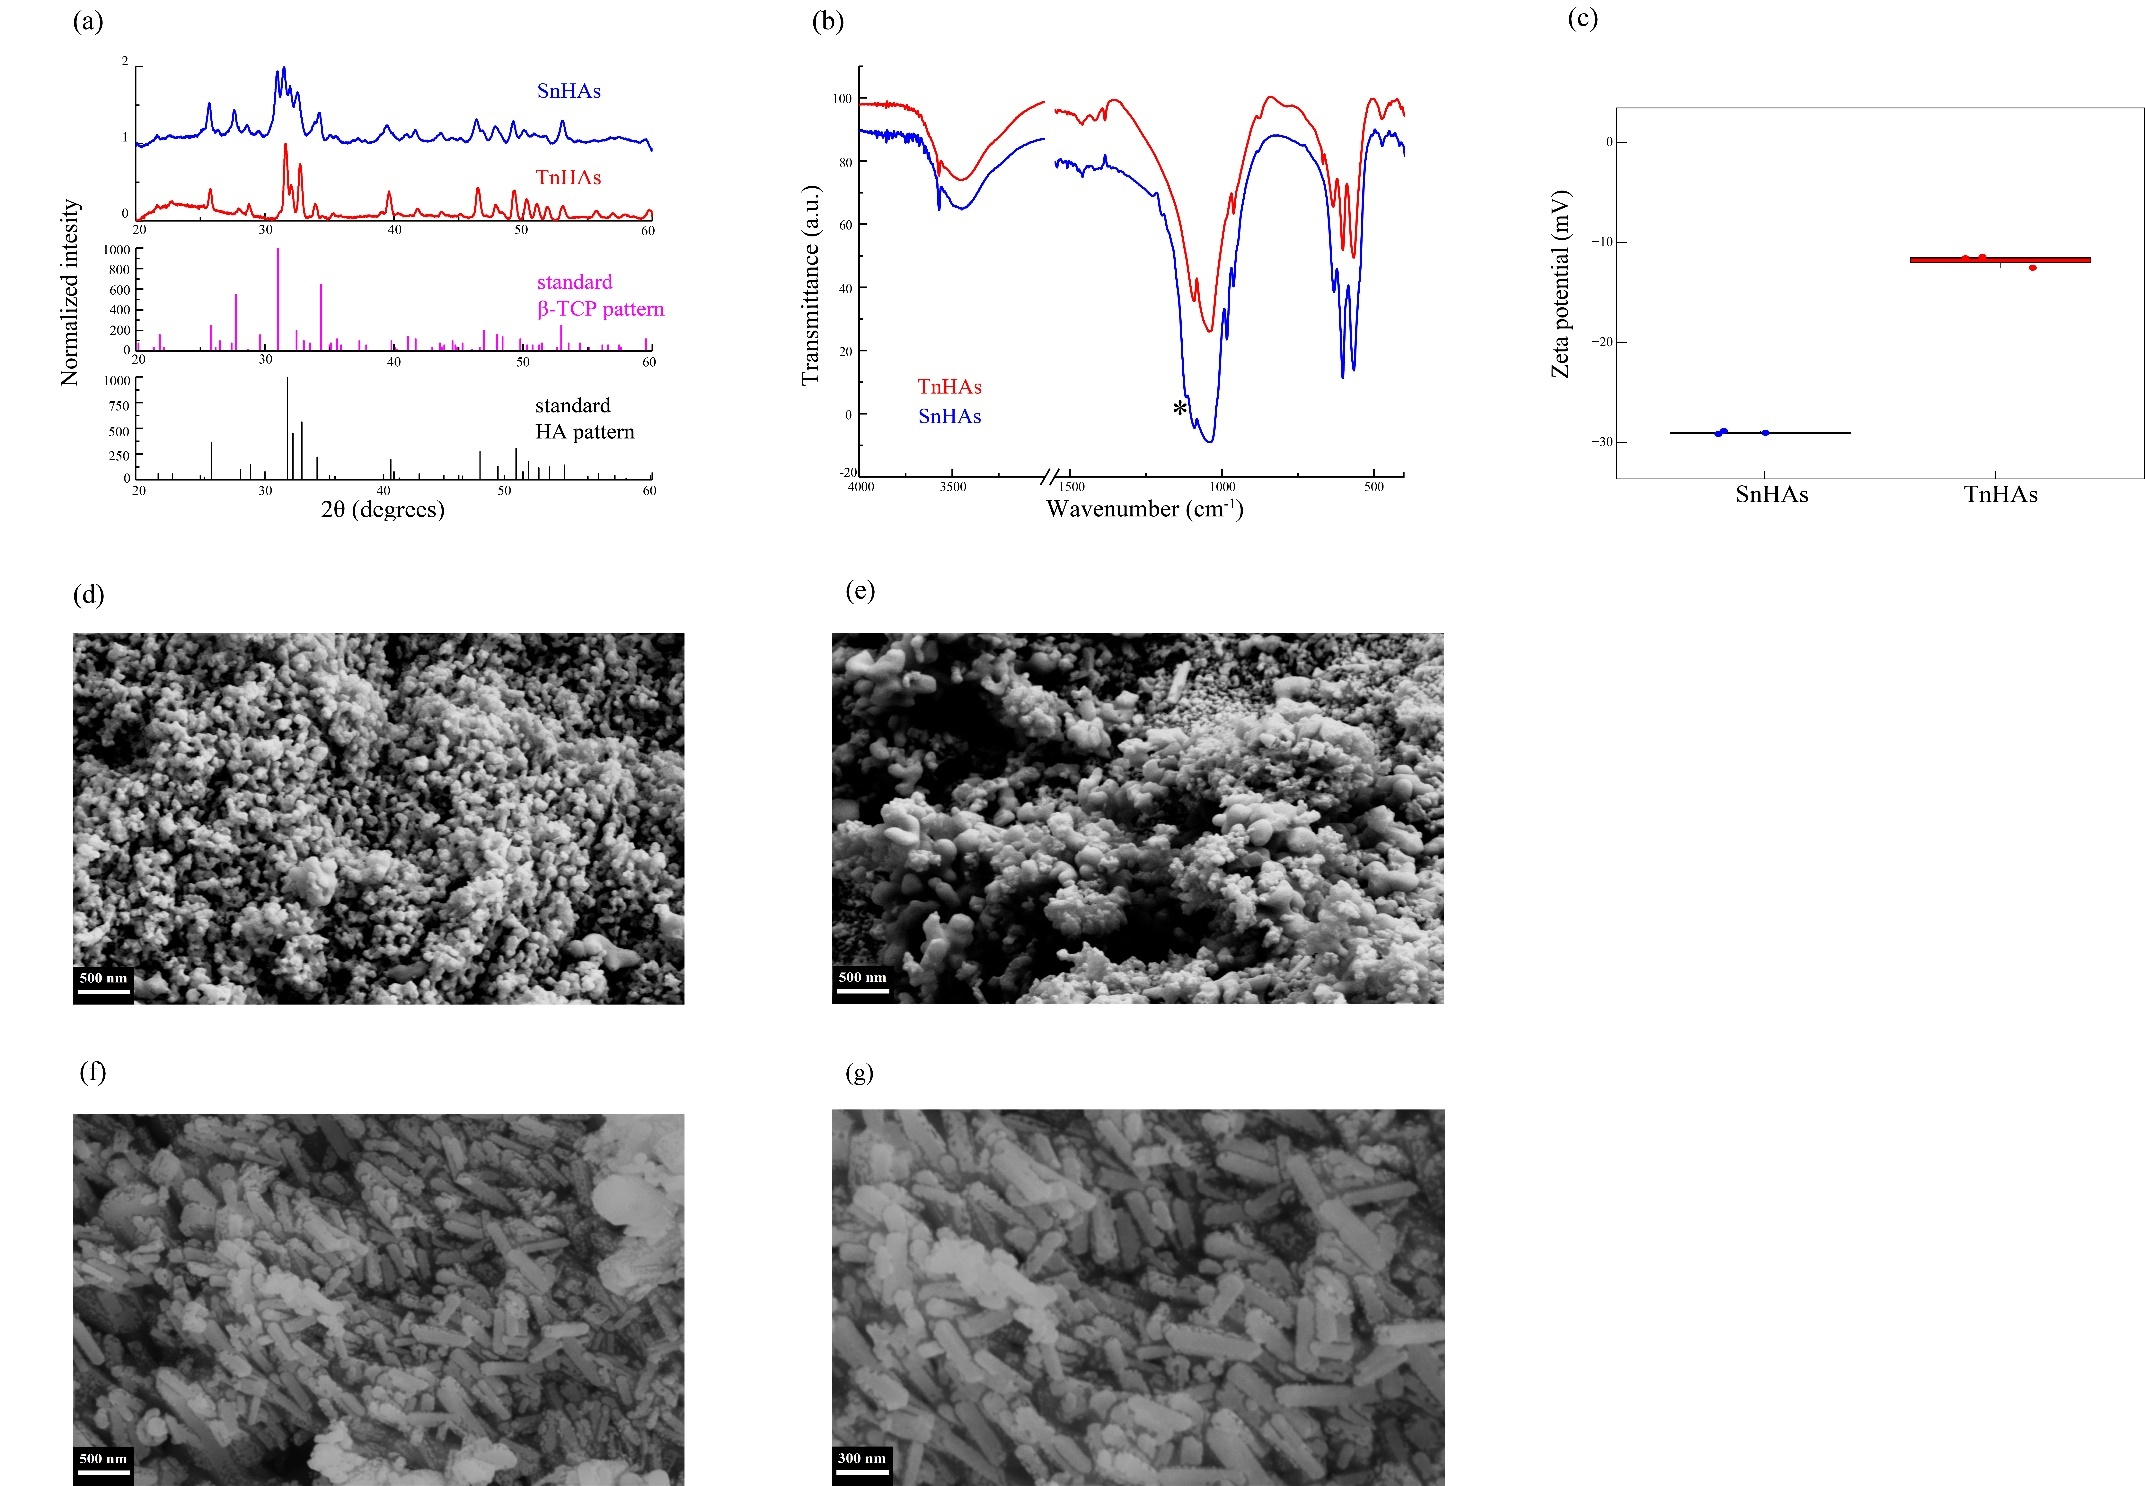 (a)
Normalized intesity
2
1
0
SnHAs
TnHAs
20 30 40 50 60
1000
800
600
400
200
0
standard
β-TCP pattern
20 30 40 50 60
1000
750
500
250
0
standard
HA pattern
20 30 40 50 60
2θ (degrees)
(b)
Transmittance (a.u.)
100
80
60
40
20
0
-20
TnHAs
SnHAs
*
4000 3500 1500 1000 500
Wavenumber (cm-1)
(c)
Zeta potential (mV)
0
−10
−20
−30
SnHAs TnHAs
(d)
500 nm
(e)
500 nm
(f)
500 nm
(g)
300 nm